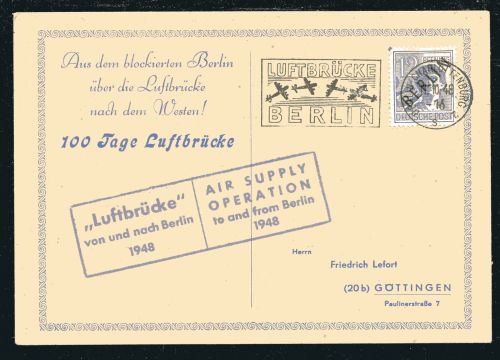 Aus dem blockierten Berlin
über die Luftbrücke
nach dem Westen!
100 Tage Luftbrücke
LUFTBRÜCKE
BERLIN
12
DEUTSCHE POST
"Luftbrücke"
von und nach Berlin
1948
AIR SUPPLY
OPERATION
to and from Berlin
1948
Herrn
Friedrich Lefort
(20b) GÖTTINGEN
Paulinerstraße 7